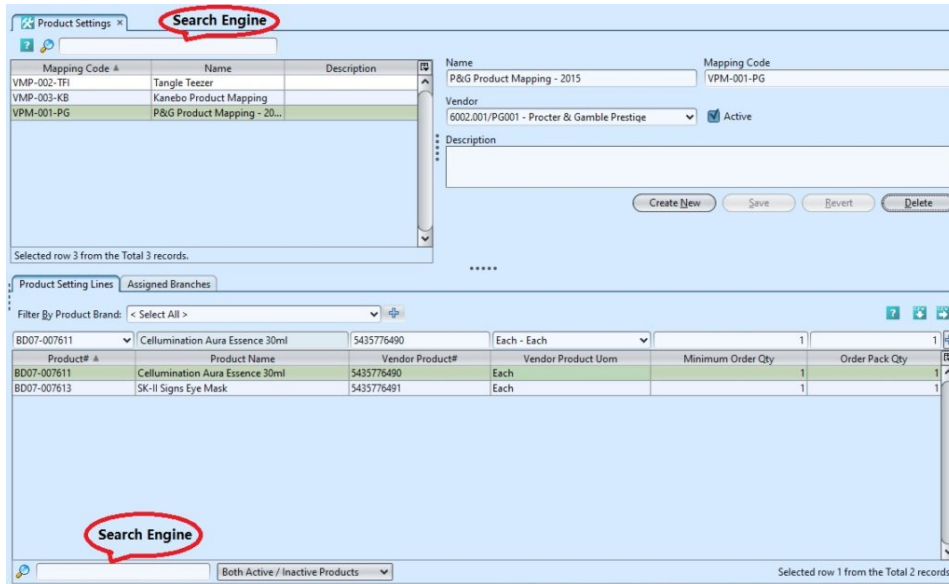 Product Settings ×
Search Engine
?
Mapping Code Name Description
VMP-002-TFI Tangle Teezer
VMP-003-KB Kanebo Product Mapping
VPM-001-PG P&G Product Mapping - 20...
Selected row 3 from the Total 3 records.
Name Mapping Code
P&G Product Mapping - 2015 VPM-001-PG
Vendor
6002.001/PG001 - Procter & Gamble Prestige Active
Description
Create New Save Revert Delete
Product Setting Lines Assigned Branches
Filter By Product Brand: < Select All > ?
BD07-007611 Cellumination Aura Essence 30ml 5435776490 Each - Each 1 1
Product# Product Name Vendor Product# Vendor Product Uom Minimum Order Qty Order Pack Qty
BD07-007611 Cellumination Aura Essence 30ml 5435776490 Each 1 1
BD07-007613 SK-II Signs Eye Mask 5435776491 Each 1 1
Search Engine
Both Active / Inactive Products Selected row 1 from the Total 2 records